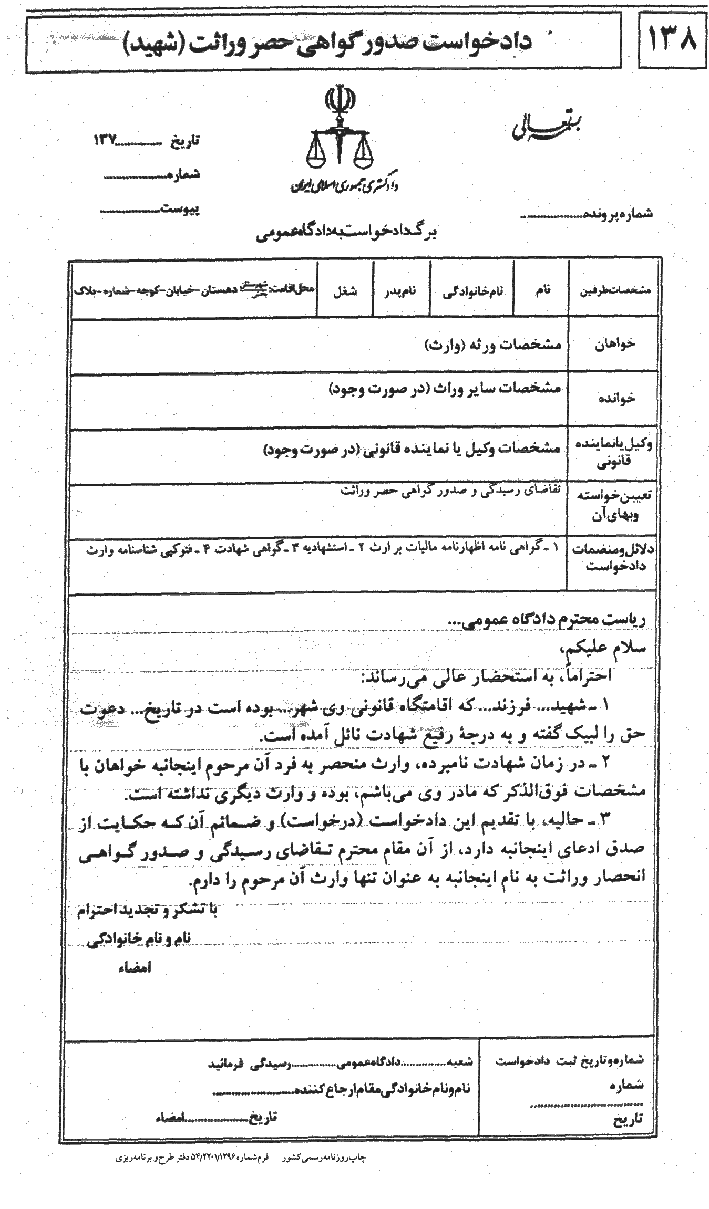 ۱۳۸
دادخواست صدور گواهی حصر وراثت (شهید)
بسمه تعالی
دادگستری جمهوری اسلامی ایران
تاریخ ............۱۳۷
شماره................
پیوست................
شماره پرونده................
برگ دادخواست به دادگاه عمومی
مشخصات طرفین نام نام خانوادگی نام پدر شغل محل اقامت: شهرستان بخش دهستان – خیابان – کوچه – شماره – پلاک
خواهان مشخصات ورثه (وارث)
خوانده مشخصات سایر وراث (در صورت وجود)
وکیل یا نماینده قانونی مشخصات وکیل یا نماینده قانونی (در صورت وجود)
تعیین خواسته وبهای آن تقاضای رسیدگی و صدور گواهی حصر وراثت
دلائل و منضمات دادخواست ۱ ـ گواهی نامه اظهارنامه مالیات بر ارث ۲ ـ استشهادیه ۳ ـ گواهی شهادت ۴ ـ فتوکپی شناسنامه وارث
ریاست محترم دادگاه عمومی...
سلام علیکم،
احتراماً، به استحضار عالی می‌رساند:
۱ ـ شهید... فرزند... که اقامتگاه قانونی وی شهر... بوده است در تاریخ... دعوت
حق را لبیک گفته و به درجهٔ رفیع شهادت نائل آمده است.
۲ ـ در زمان شهادت نامبرده، وارث منحصر به فرد آن مرحوم اینجانبه خواهان با
مشخصات فوق‌الذکر که مادر وی می‌باشم، بوده و وارث دیگری نداشته است.
۳ ـ حالیه، با تقدیم این دادخواست (درخواست) و ضمائم آن که حکایت از
صدق ادعای اینجانبه دارد، از آن مقام محترم تقاضای رسیدگی و صدور گواهی
انحصار وراثت به نام اینجانبه به عنوان تنها وارث آن مرحوم را دارم.
با تشکر و تجدید احترام
نام و نام خانوادگی
امضاء
شماره و تاریخ ثبت دادخواست
شماره
........................
تاریخ
شعبه............دادگاه عمومی............رسیدگی فرمائید
نام و نام خانوادگی مقام ارجاع کننده....................
تاریخ................امضاء
چاپ روزنامه رسمی کشور فرم شماره ۵۲/۲۲۰۱/۱۲۹۶ دفتر طرح و برنامه ریزی